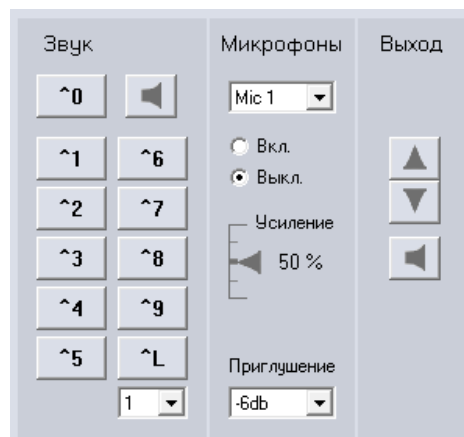 Звук
Микрофоны
Выход
^0
Mic 1
^1 ^6
Вкл.
Выкл.
^2 ^7
Усиление
^3 ^8
50 %
^4 ^9
^5 ^L
Приглушение
1
-6db